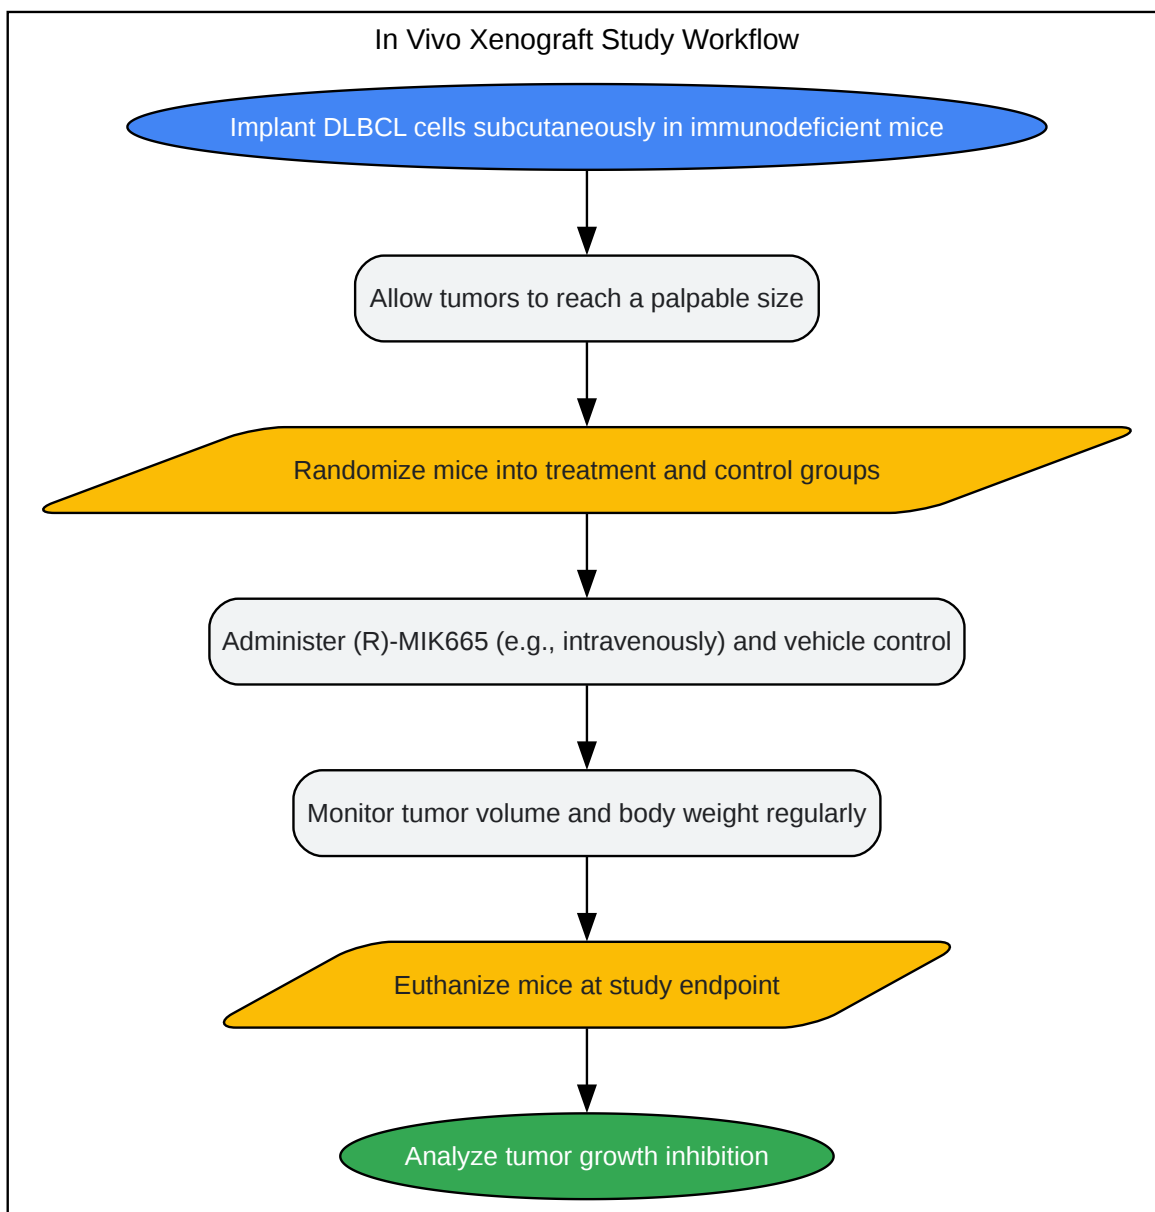 In Vivo Xenograft Study Workflow
Implant DLBCL cells subcutaneously in immunodeficient mice
Allow tumors to reach a palpable size
Randomize mice into treatment and control groups
Administer (R)-MIK665 (e.g., intravenously) and vehicle control
Monitor tumor volume and body weight regularly
Euthanize mice at study endpoint
Analyze tumor growth inhibition